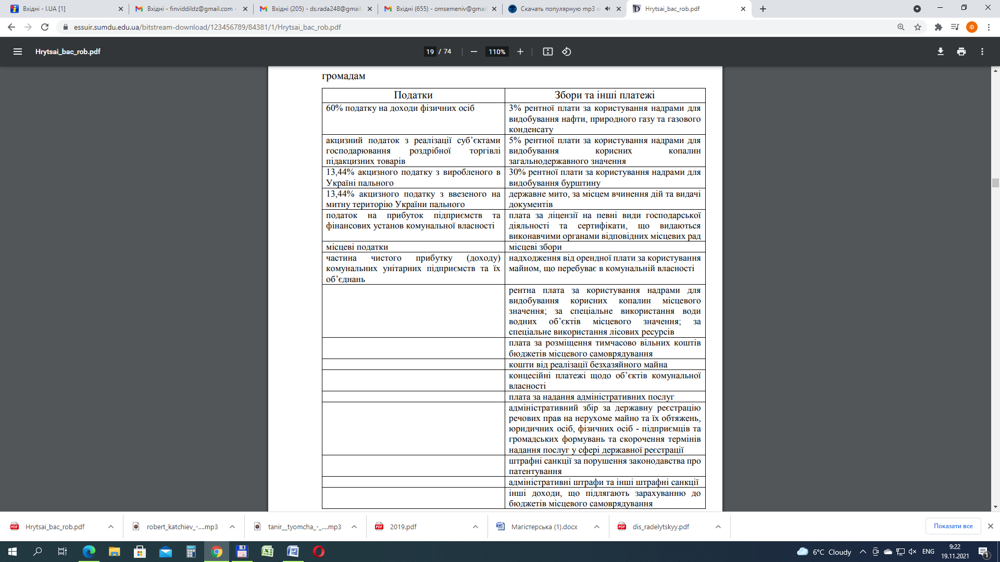 Вхідні - I.UA [1]
Вхідні - finviddildz@gmail.com -
Вхідні (205) - ds.rada248@gmail.
Вхідні (655) - omsemeniv@gmai
Скачать популярную mp3 м
Hrytsai_bac_rob.pdf
essuir.sumdu.edu.ua/bitstream-download/123456789/84381/1/Hrytsai_bac_rob.pdf
Ф
Hrytsai_bac_rob.pdf
19 / 74
110%
громадам
Податки
Збори та інші платежі
60% податку на доходи фізичних осіб
3% рентної плати за користування надрами для
видобування нафти, природного газу та газового
конденсату
акцизний податок з реалізації суб’єктами
господарювання роздрібної торгівлі
підакцизних товарів
5% рентної плати за користування надрами для
видобування корисних копалин
загальнодержавного значення
13,44% акцизного податку з виробленого в
Україні пального
30% рентної плати за користування надрами для
видобування бурштину
13,44% акцизного податку з ввезеного на
митну територію України пального
державне мито, за місцем вчинення дій та видачі
документів
податок на прибуток підприємств та
фінансових установ комунальної власності
плата за ліцензії на певні види господарської
діяльності та сертифікати, що видаються
виконавчими органами відповідних місцевих рад
місцеві податки
місцеві збори
частина чистого прибутку (доходу)
комунальних унітарних підприємств та їх
об’єднань
надходження від орендної плати за користування
майном, що перебуває в комунальній власності
рентна плата за користування надрами для
видобування корисних копалин місцевого
значення; за спеціальне використання води
водних об’єктів місцевого значення; за
спеціальне використання лісових ресурсів
плата за розміщення тимчасово вільних коштів
бюджетів місцевого самоврядування
кошти від реалізації безхазяйного майна
концесійні платежі щодо об’єктів комунальної
власності
плата за надання адміністративних послуг
адміністративний збір за державну реєстрацію
речових прав на нерухоме майно та їх обтяжень,
юридичних осіб, фізичних осіб - підприємців та
громадських формувань та скорочення термінів
надання послуг у сфері державної реєстрації
штрафні санкції за порушення законодавства про
патентування
адміністративні штрафи та інші штрафні санкції
інші доходи, що підлягають зарахуванню до
бюджетів місцевого самоврядування
Hrytsai_bac_rob.pdf
robert_katchiev_-....mp3
tanir__tyomcha_-_....mp3
2019.pdf
Магістерська (1).docx
dis_radelytskyy.pdf
Показати все
6°C Cloudy
ENG
9:22
19.11.2021
1